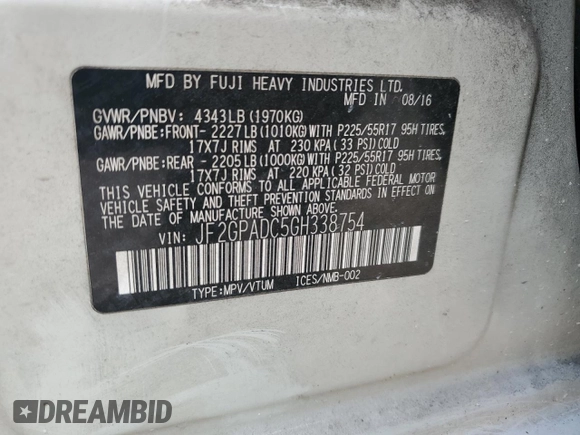 MFD BY FUJI HEAVY INDUSTRIES LTD.
MFD IN 08/16
GVWR/PNBV: 4343LB(1970KG)
GAWR/PNBE:FRONT- 2227LB(1010KG)WITH P225/55R17 95H TIRES,
17X7J RIMS AT 230 KPA( 33 PSI)COLD
GAWR/PNBE:REAR - 2205LB(1000KG)WITH P225/55R17 95H TIRES,
17X7J RIMS AT 220 KPA( 32 PSI)COLD
THIS VEHICLE CONFORMS TO ALL APPLICABLE FEDERAL MOTOR
VEHICLE SAFETY AND THEFT PREVENTION STANDARDS IN EFFECT ON
THE DATE OF MANUFACTURE SHOWN ABOVE.
VIN: JF2GPADC5GH338754
TYPE:MPV/VTUM ICES/NMB-002
DREAMBID